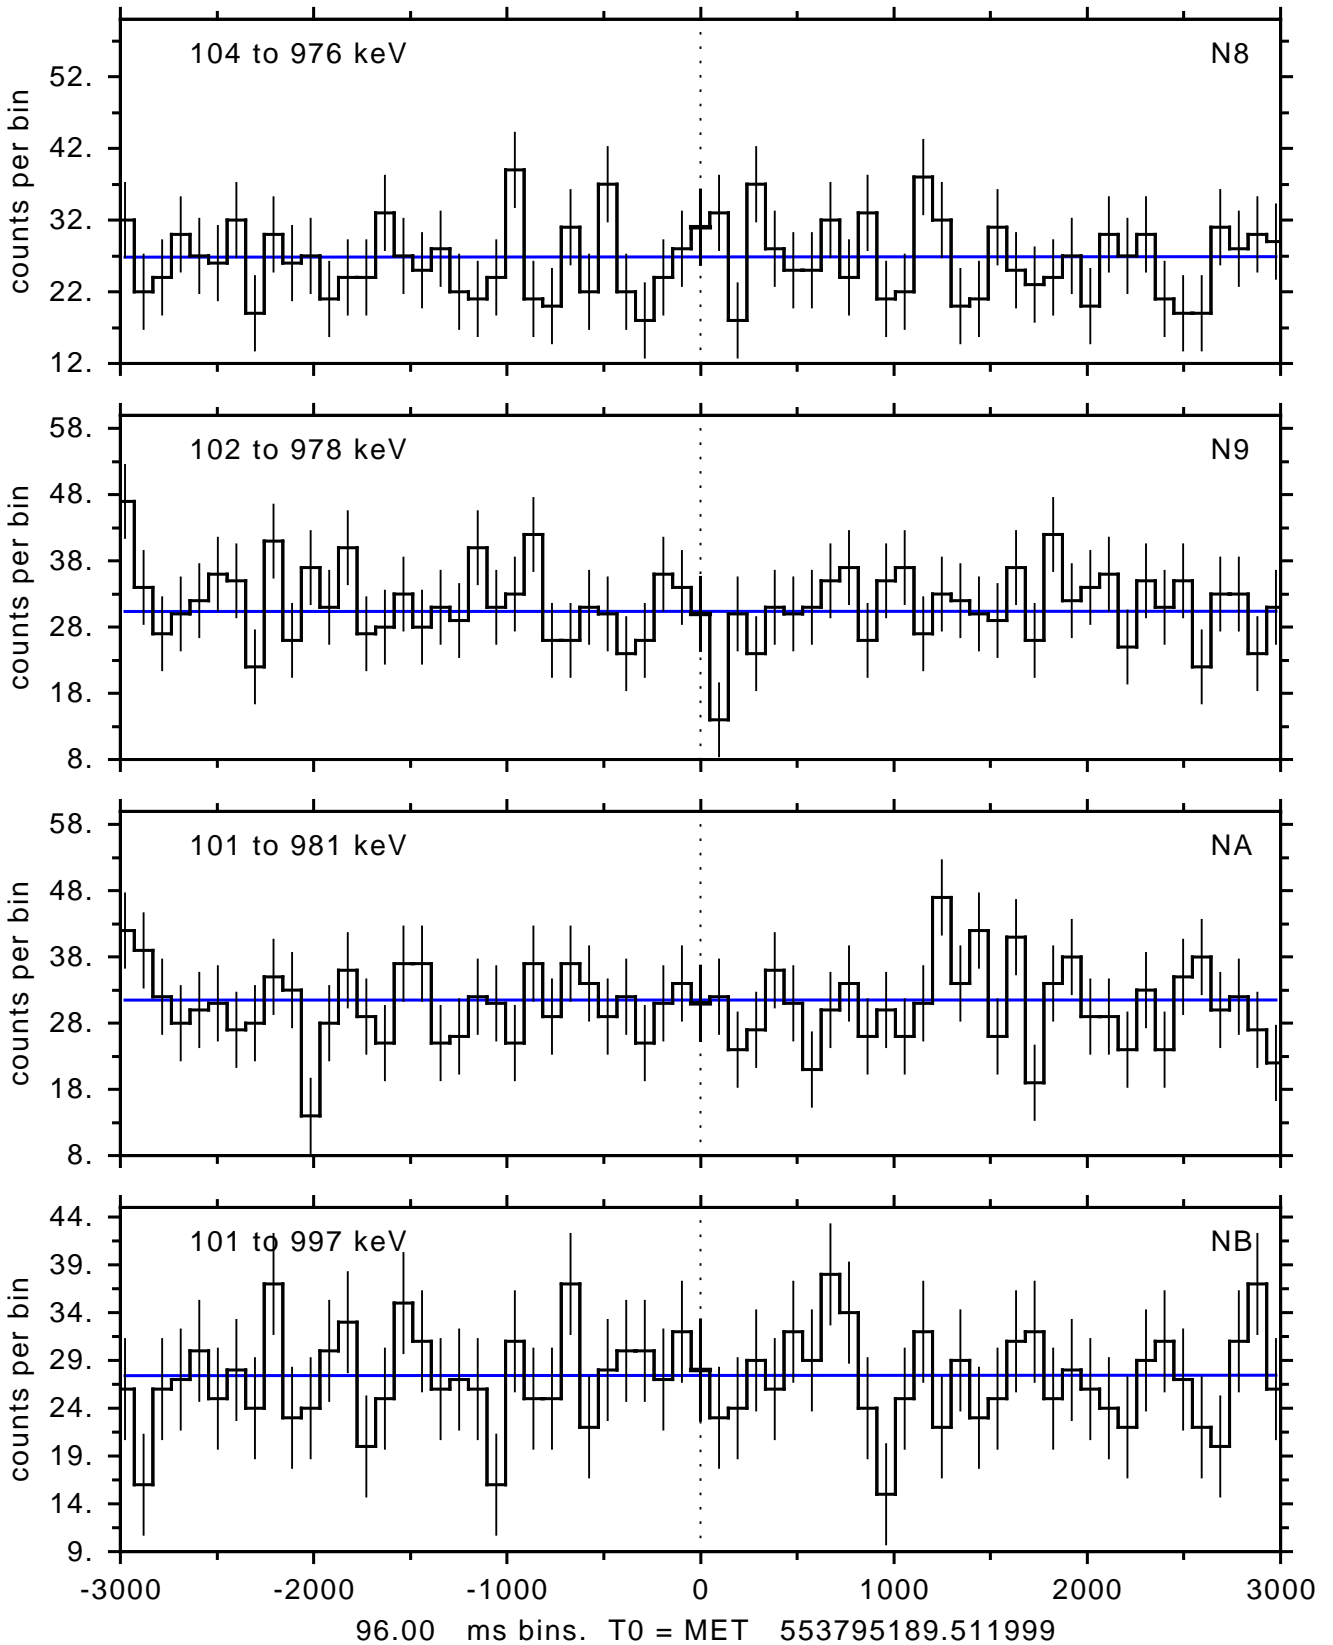 104 to 976 keV N8
52.
42.
32.
22.
12.
counts per bin
102 to 978 keV N9
58.
48.
38.
28.
18.
8.
counts per bin
101 to 981 keV NA
58.
48.
38.
28.
18.
8.
counts per bin
101 to 997 keV NB
44.
39.
34.
29.
24.
19.
14.
9.
counts per bin
-3000 -2000 -1000 0 1000 2000 3000
96.00 ms bins. T0 = MET 553795189.511999